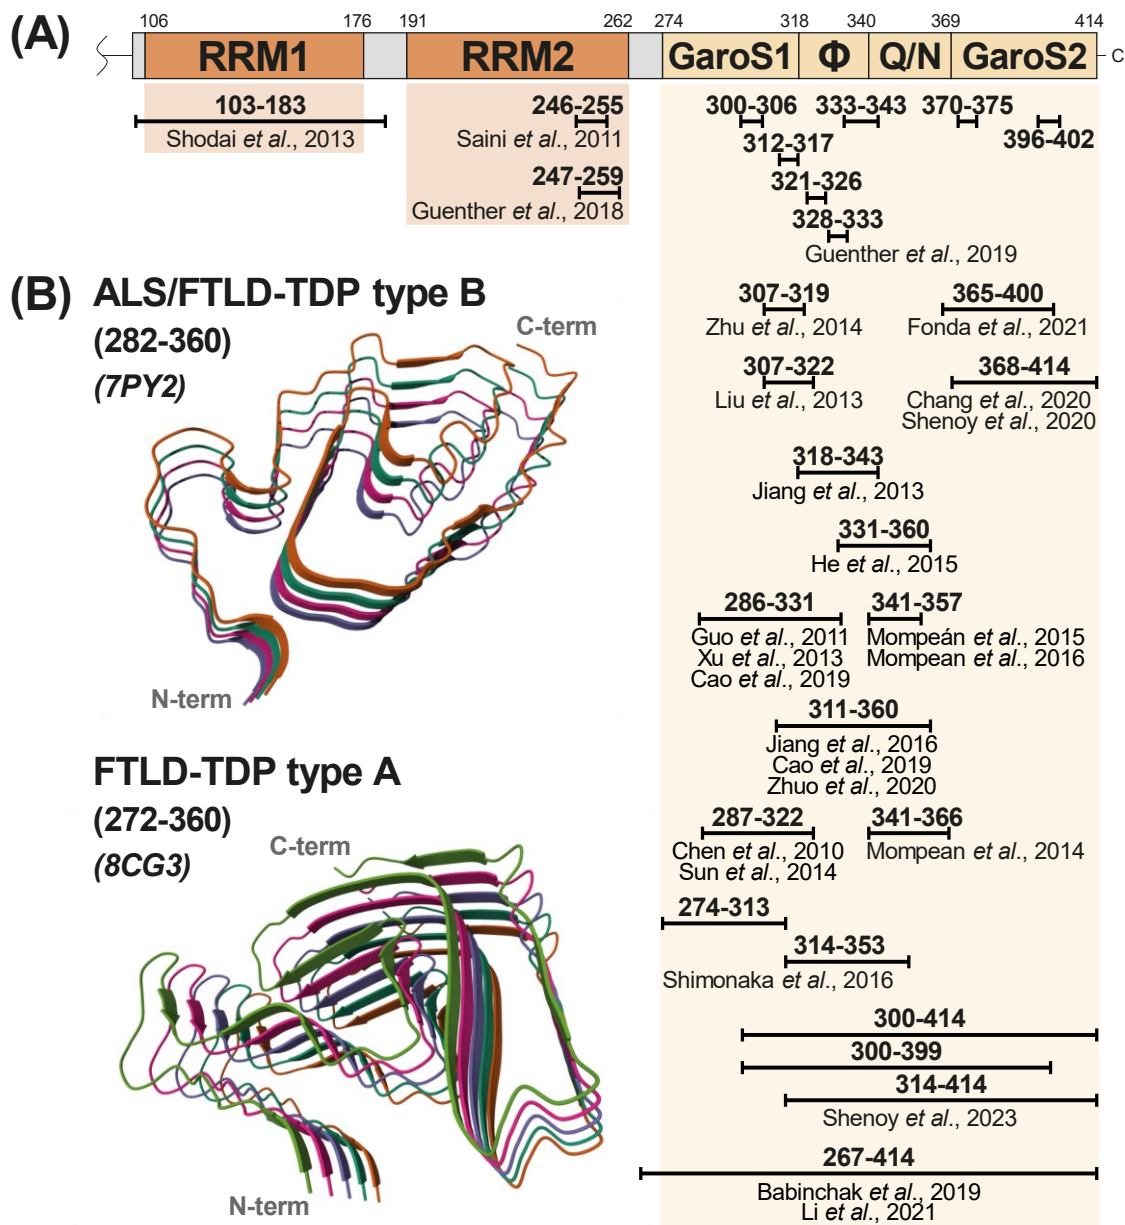 (A)
106 176 191 262 274 318 340 369 414
RRM1 RRM2 GaroS1 Φ Q/N GaroS2 C
103-183
Shodai et al., 2013
246-255
Saini et al., 2011
247-259
Guenther et al., 2018
300-306 333-343 370-375
396-402
312-317
321-326
328-333
Guenther et al., 2019
(B) ALS/FTLD-TDP type B
(282-360)
(7PY2)
C-term
N-term
307-319
Zhu et al., 2014
365-400
Fonda et al., 2021
307-322
Liu et al., 2013
368-414
Chang et al., 2020
Shenoy et al., 2020
318-343
Jiang et al., 2013
331-360
He et al., 2015
286-331
Guo et al., 2011
Xu et al., 2013
Cao et al., 2019
341-357
Mompeán et al., 2015
Mompean et al., 2016
311-360
Jiang et al., 2016
Cao et al., 2019
Zhuo et al., 2020
FTLD-TDP type A
(272-360)
(8CG3)
C-term
N-term
287-322
Chen et al., 2010
Sun et al., 2014
341-366
Mompean et al., 2014
274-313
314-353
Shimonaka et al., 2016
300-414
300-399
314-414
Shenoy et al., 2023
267-414
Babinchak et al., 2019
Li et al., 2021